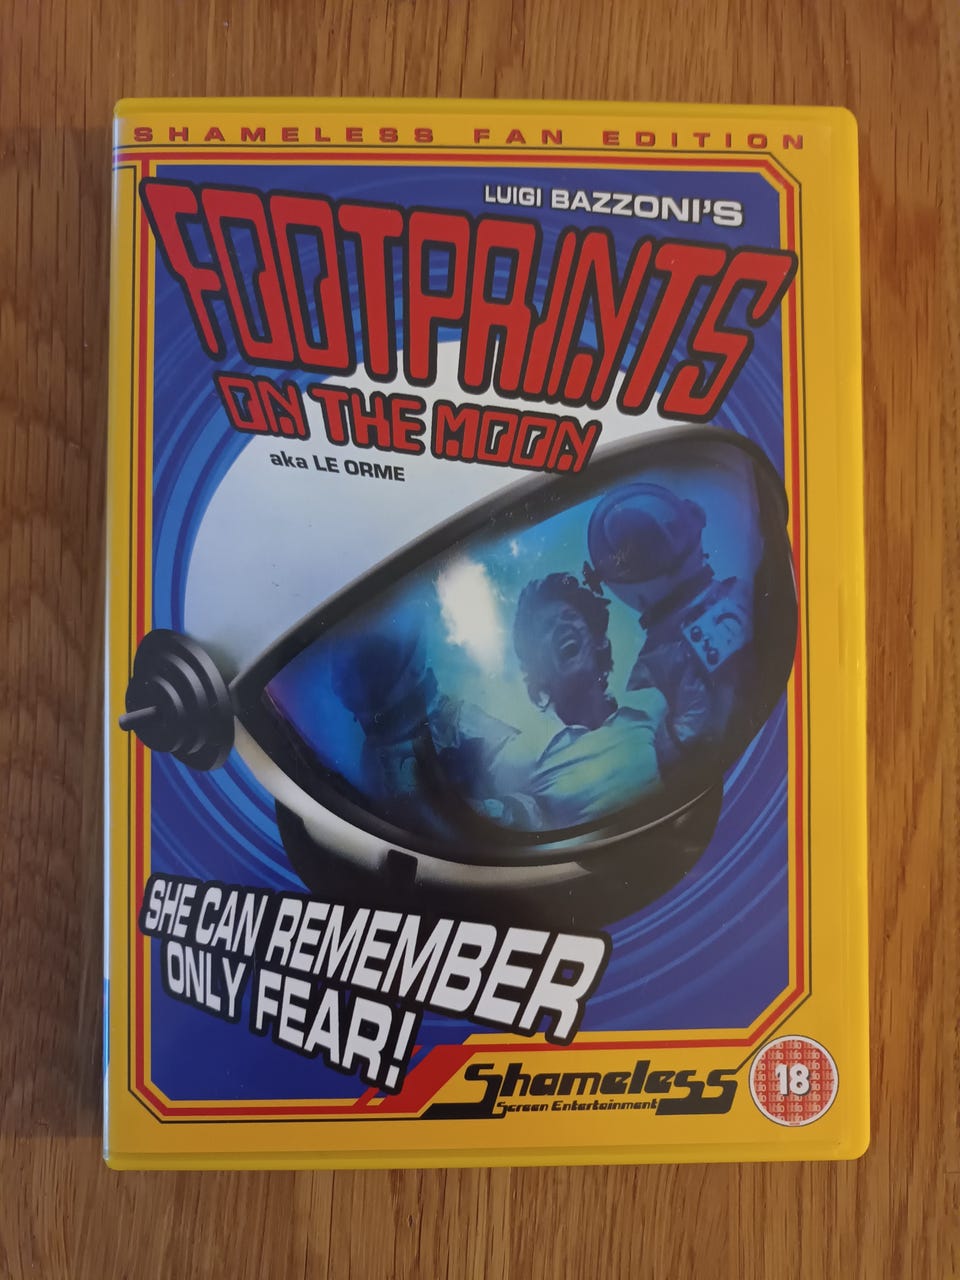 SHAMELESS FAN EDITION
LUIGI BAZZONI'S
FOOTPRINTS
ON THE MOON
aka LE ORME
SHE CAN REMEMBER
ONLY FEAR!
Shameless
Screen Entertainment
18